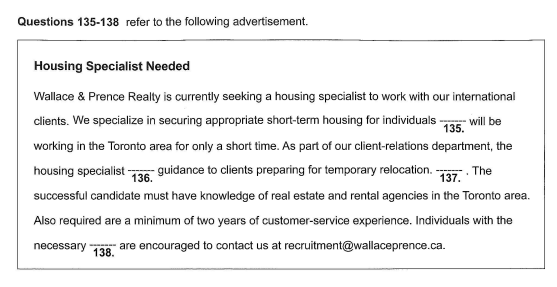 Questions 135-138 refer to the following advertisement.
Housing Specialist Needed
Wallace & Prence Realty is currently seeking a housing specialist to work with our international
clients. We specialize in securing appropriate short-term housing for individuals ------- will be
135.
working in the Toronto area for only a short time. As part of our client-relations department, the
housing specialist ------- guidance to clients preparing for temporary relocation. ------- . The
136. 137.
successful candidate must have knowledge of real estate and rental agencies in the Toronto area.
Also required are a minimum of two years of customer-service experience. Individuals with the
necessary ------- are encouraged to contact us at recruitment@wallaceprence.ca.
138.